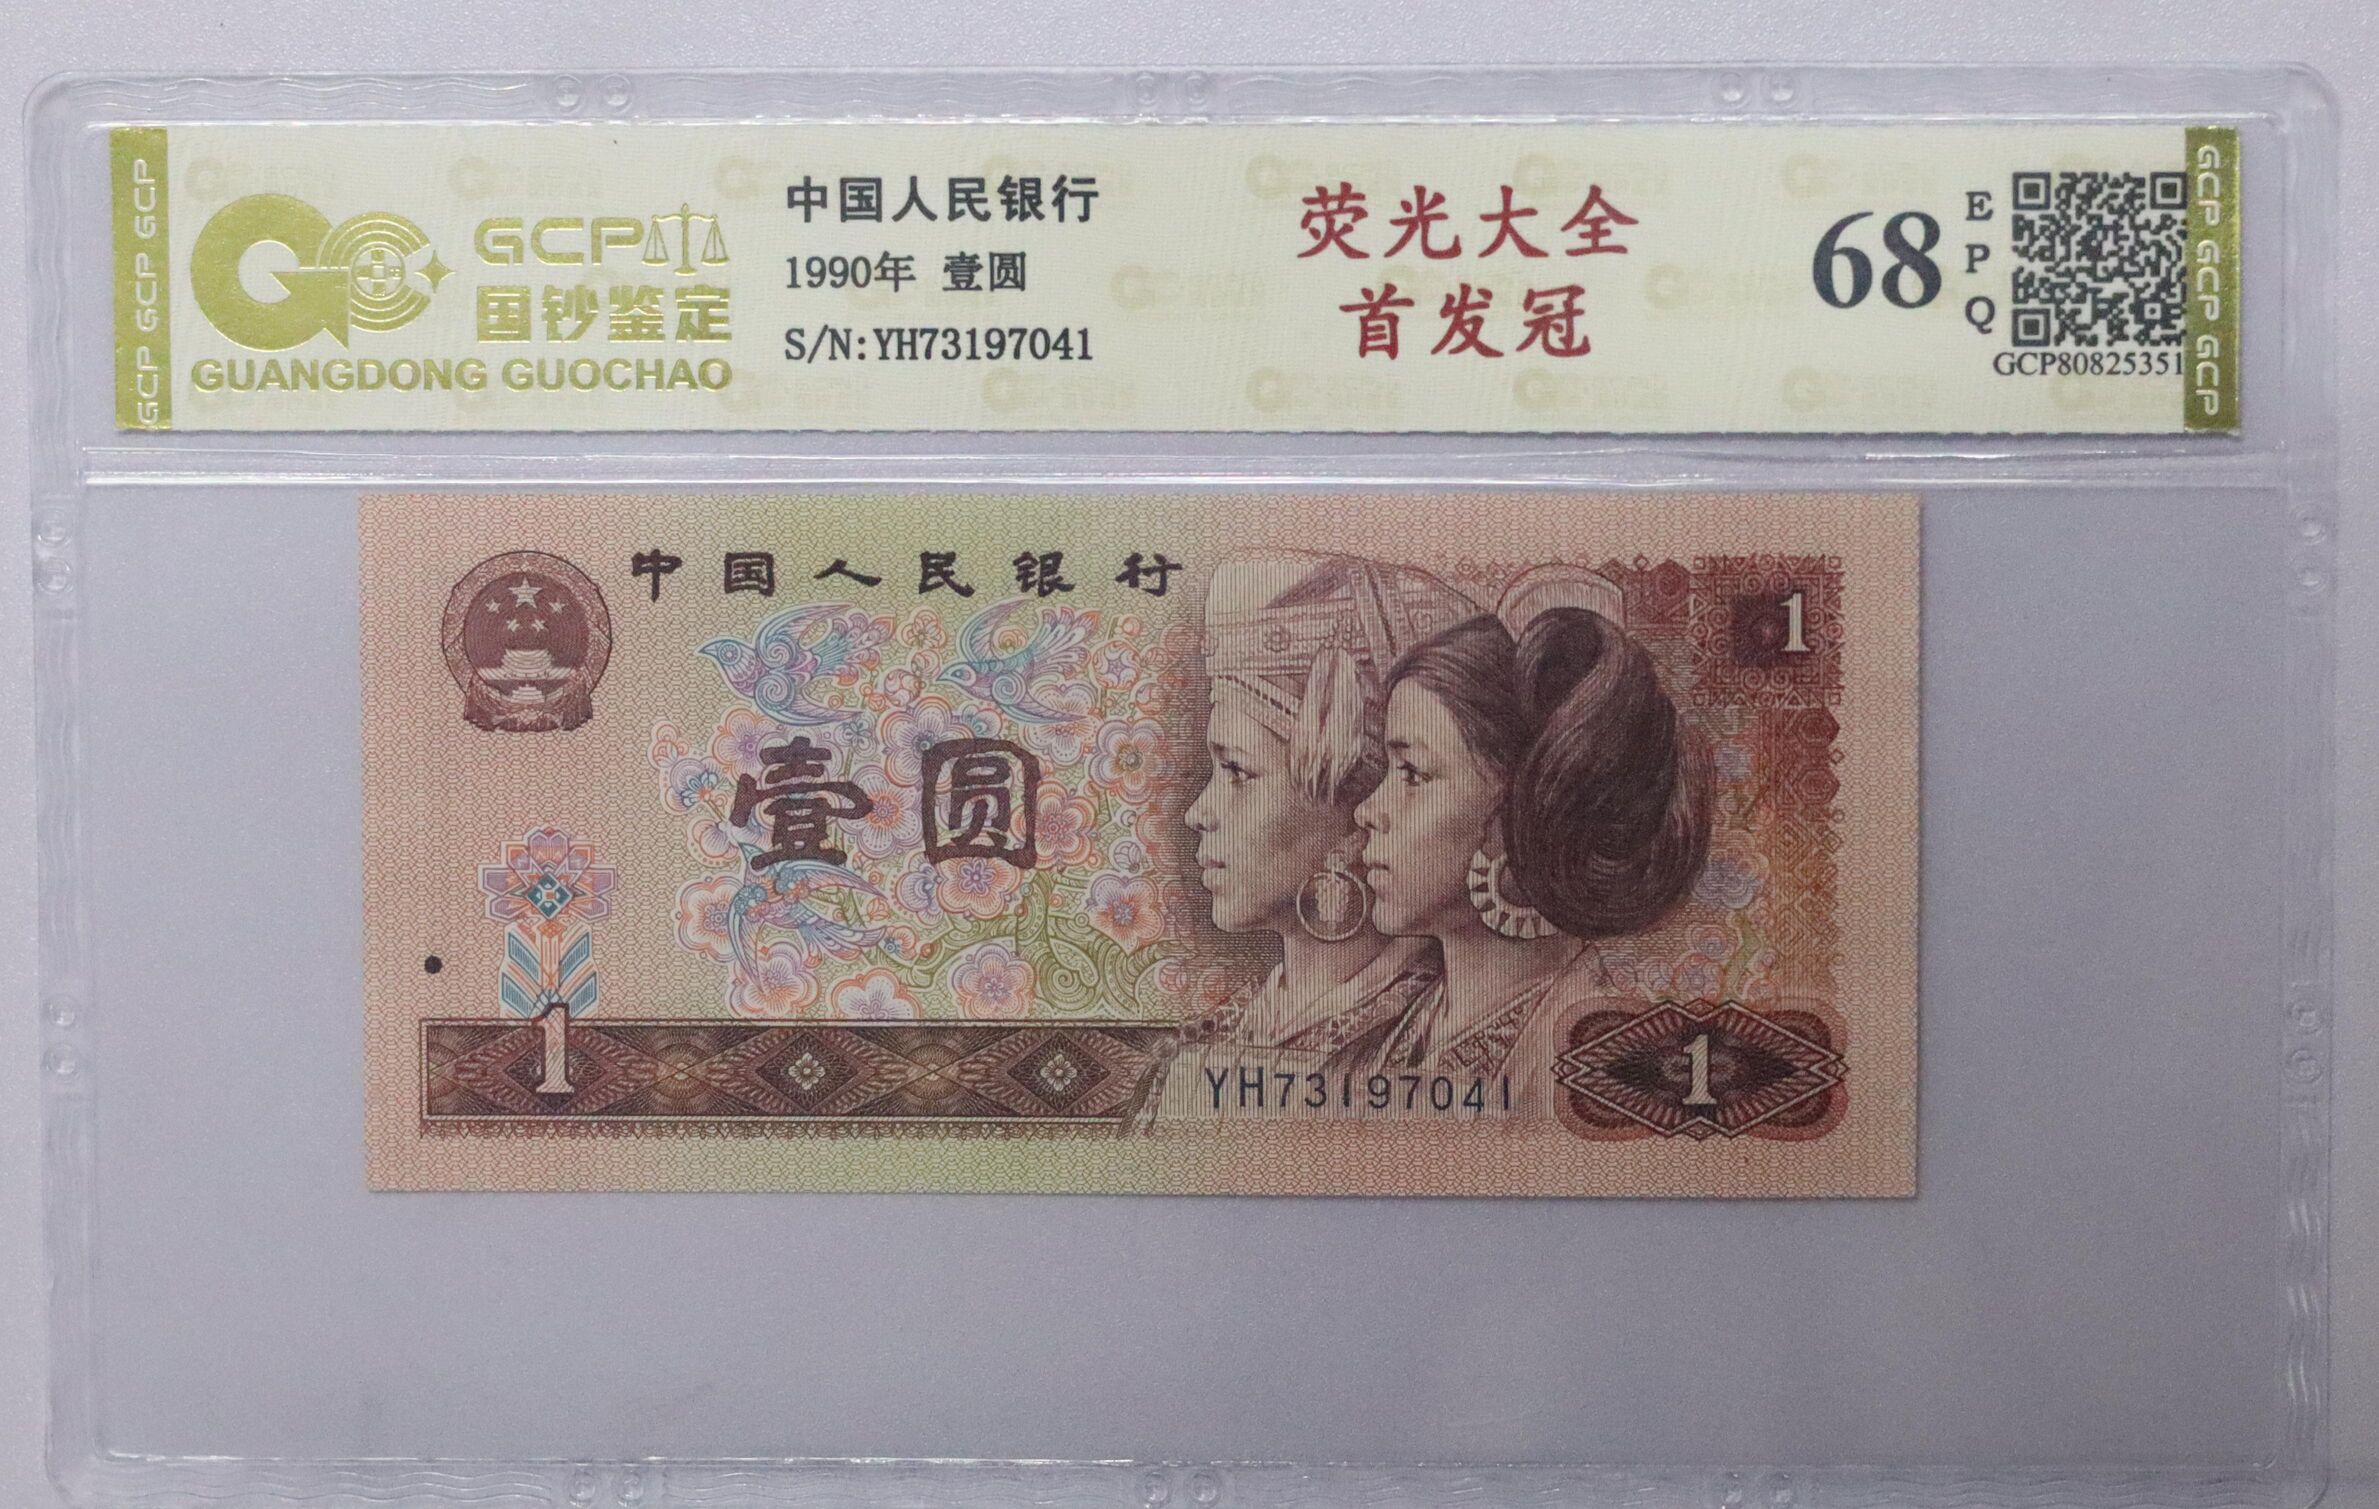 GCP GCP GCP
GCP
国钞鉴定
GUANGDONG GUOCHAO
中国人民银行
1990年 壹圆
S/N:YH73197041
荧光大全
首发冠
68
E
P
Q
GCP80825351
GCP GCP GCP
中国人民银行
1
壹圆
1
YH73197041
1